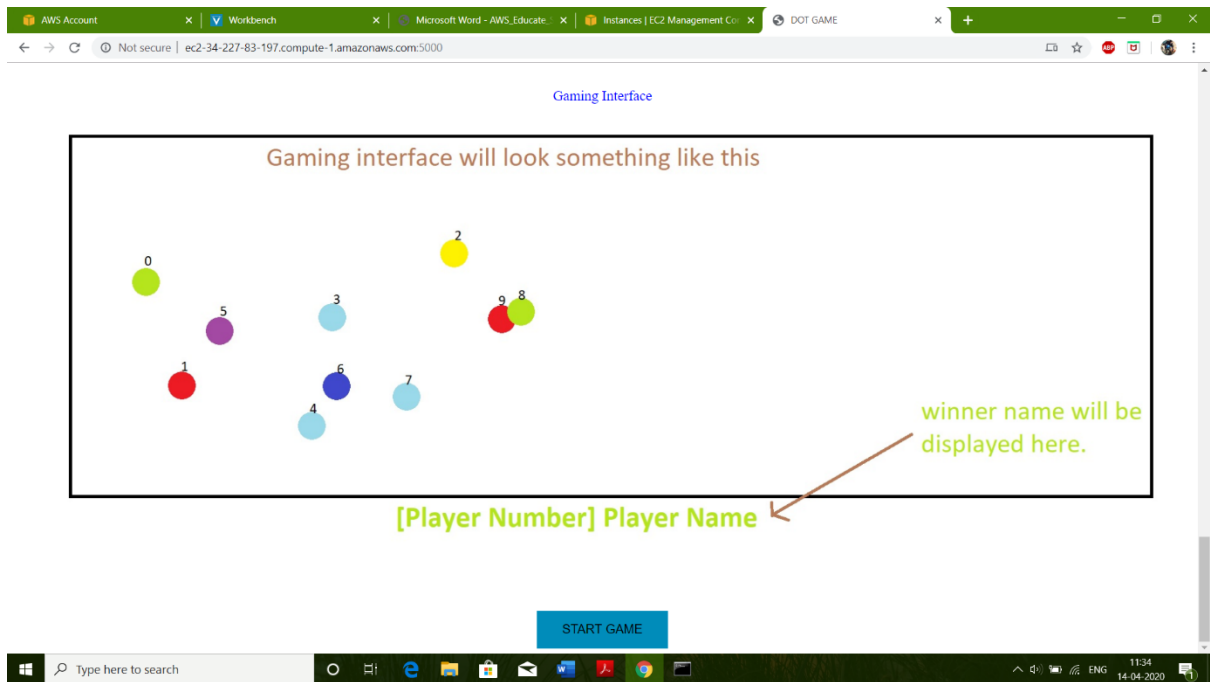 AWS Account
Workbench
Microsoft Word - AWS_Educate_
Instances | EC2 Management Co
DOT GAME
Not secure | ec2-34-227-83-197.compute-1.amazonaws.com:5000
ABP
Gaming Interface
Gaming interface will look something like this
2
0
9 8
3
5
1
6
7
4
winner name will be
displayed here.
[Player Number] Player Name
START GAME
Type here to search
ENG
11:34
14-04-2020
1